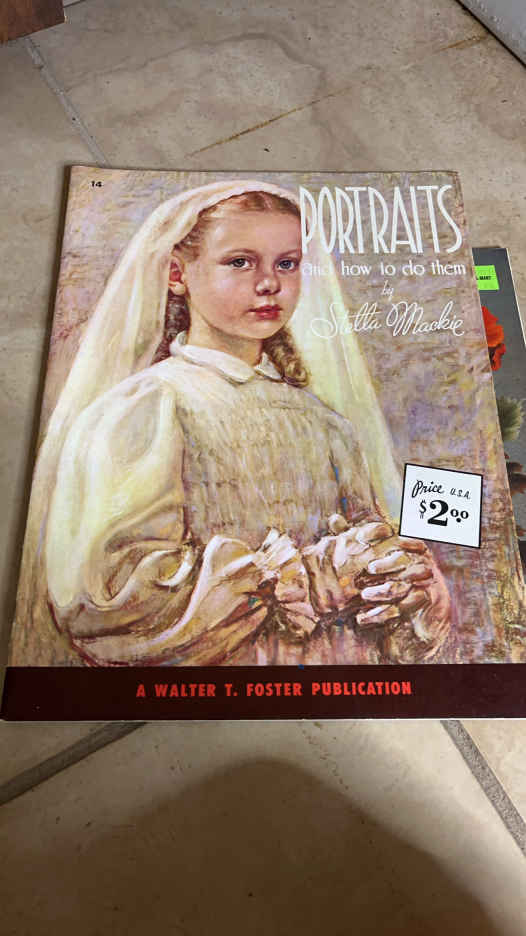 14
PORTRAITS
and how to do them
by
Stella Mackie
Price U.S.A.
$2.00
A WALTER T. FOSTER PUBLICATION